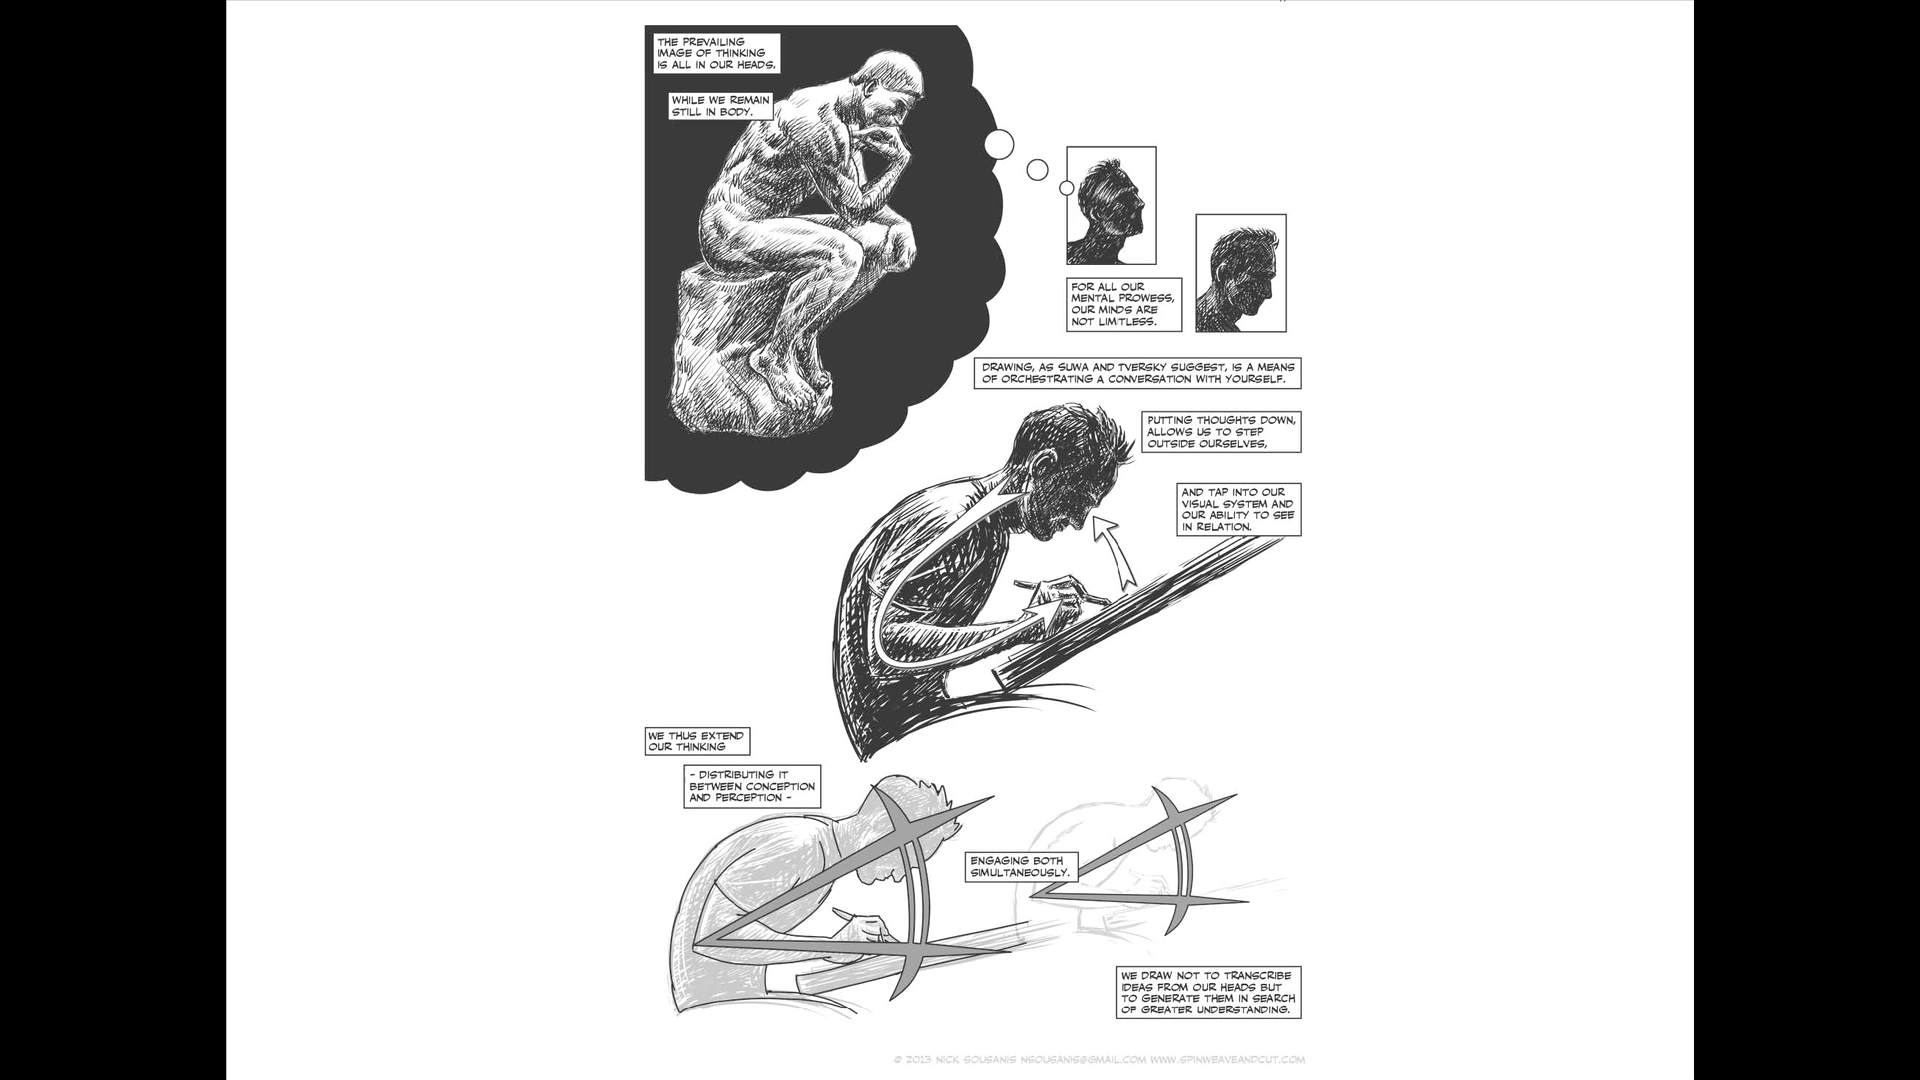 THE PREVAILING
IMAGE OF THINKING
IS ALL IN OUR HEADS,
WHILE WE REMAIN
STILL IN BODY.
FOR ALL OUR
MENTAL PROWESS,
OUR MINDS ARE
NOT LIMITLESS.
DRAWING, AS SUWA AND TVERSKY SUGGEST, IS A MEANS
OF ORCHESTRATING A CONVERSATION WITH YOURSELF.
PUTTING THOUGHTS DOWN,
ALLOWS US TO STEP
OUTSIDE OURSELVES,
AND TAP INTO OUR
VISUAL SYSTEM AND
OUR ABILITY TO SEE
IN RELATION.
WE THUS EXTEND
OUR THINKING
- DISTRIBUTING IT
BETWEEN CONCEPTION
AND PERCEPTION -
ENGAGING BOTH
SIMULTANEOUSLY.
WE DRAW NOT TO TRANSCRIBE
IDEAS FROM OUR HEADS BUT
TO GENERATE THEM IN SEARCH
OF GREATER UNDERSTANDING.
© 2013 NICK SOUSANIS NSOUSANIS@GMAIL.COM WWW.SPINWEAVEANDCUT.COM